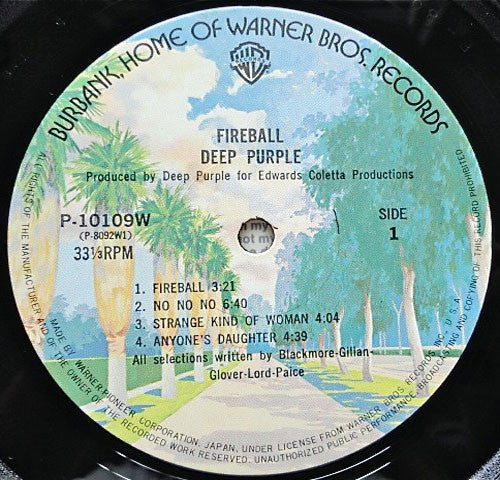 BURBANK, HOME OF WARNER BROS. RECORDS
FIREBALL
DEEP PURPLE
Produced by Deep Purple for Edwards Coletta Productions
P-10109W
(P-8092W1)
33⅓RPM
SIDE
1
1. FIREBALL 3:21
2. NO NO NO 6:40
3. STRANGE KIND OF WOMAN 4:04
4. ANYONE'S DAUGHTER 4:39
All selections written by Blackmore-Gillan-
Glover-Lord-Paice
MADE BY WARNER-PIONEER CORPORATION, JAPAN, UNDER LICENSE FROM WARNER BROS. RECORDS INC., U.S.A.
ALL RIGHTS OF THE MANUFACTURER AND OF THE OWNER OF THE RECORDED WORK RESERVED. UNAUTHORIZED PUBLIC PERFORMANCE, BROADCASTING AND COPYING OF THIS RECORD PROHIBITED